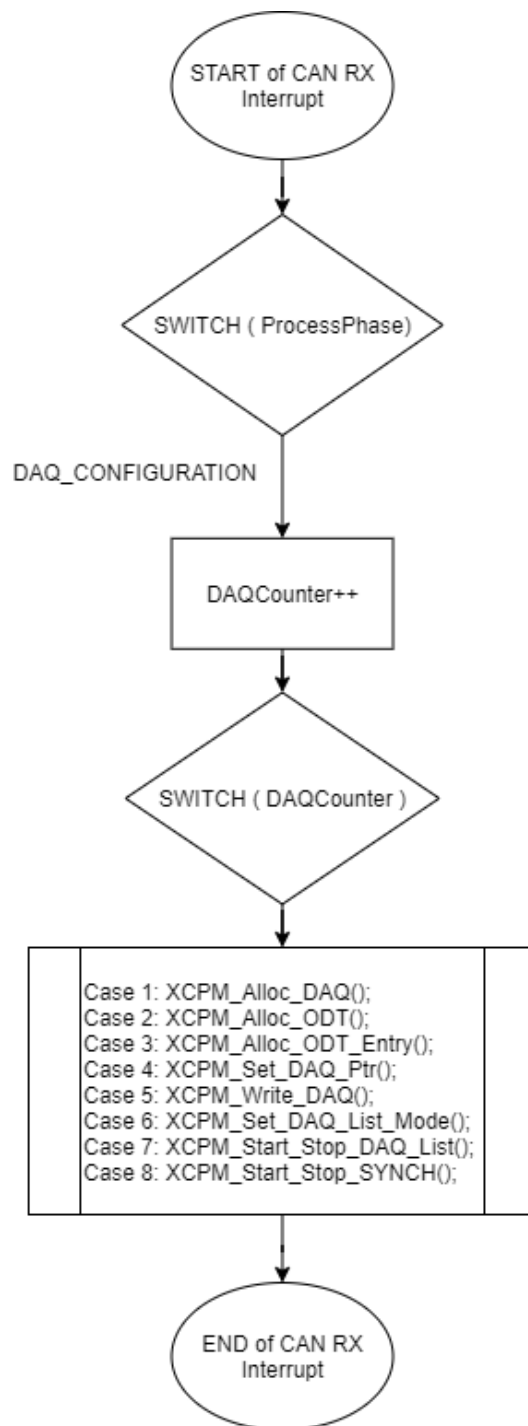 START of CAN RX
Interrupt
SWITCH ( ProcessPhase)
DAQ_CONFIGURATION
DAQCounter++
SWITCH ( DAQCounter )
Case 1: XCPM_Alloc_DAQ();
Case 2: XCPM_Alloc_ODT();
Case 3: XCPM_Alloc_ODT_Entry();
Case 4: XCPM_Set_DAQ_Ptr();
Case 5: XCPM_Write_DAQ();
Case 6: XCPM_Set_DAQ_List_Mode();
Case 7: XCPM_Start_Stop_DAQ_List();
Case 8: XCPM_Start_Stop_SYNCH();
END of CAN RX
Interrupt